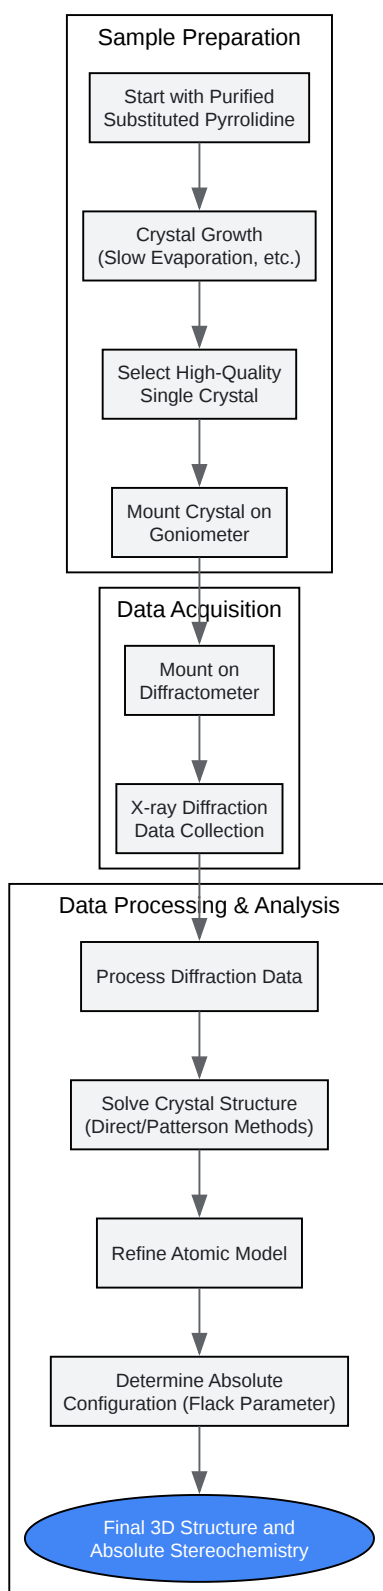 Sample Preparation
Start with Purified
Substituted Pyrrolidine
Crystal Growth
(Slow Evaporation, etc.)
Select High-Quality
Single Crystal
Mount Crystal on
Goniometer
Data Acquisition
Mount on
Diffractometer
X-ray Diffraction
Data Collection
Data Processing & Analysis
Process Diffraction Data
Solve Crystal Structure
(Direct/Patterson Methods)
Refine Atomic Model
Determine Absolute
Configuration (Flack Parameter)
Final 3D Structure and
Absolute Stereochemistry